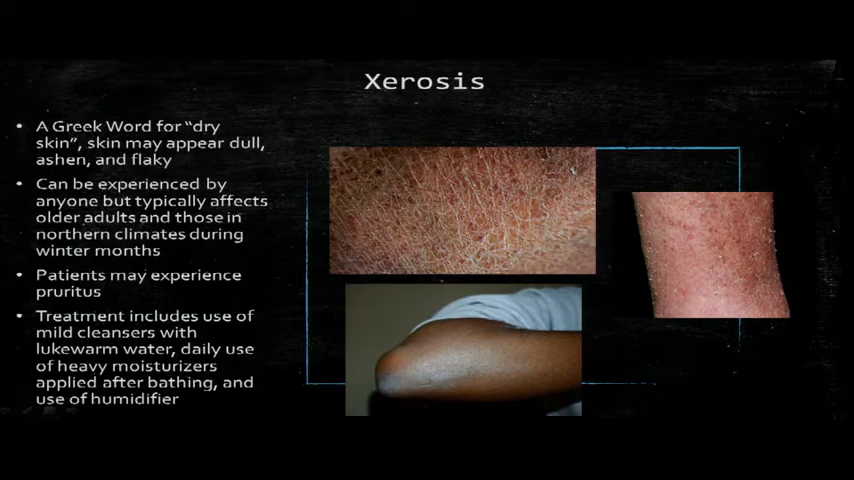 Xerosis
• A Greek Word for "dry
skin", skin may appear dull,
ashen, and flaky
• Can be experienced by
anyone but typically affects
older adults and those in
northern climates during
winter months
• Patients may experience
pruritus
• Treatment includes use of
mild cleansers with
lukewarm water, daily use
of heavy moisturizers
applied after bathing, and
use of humidifier